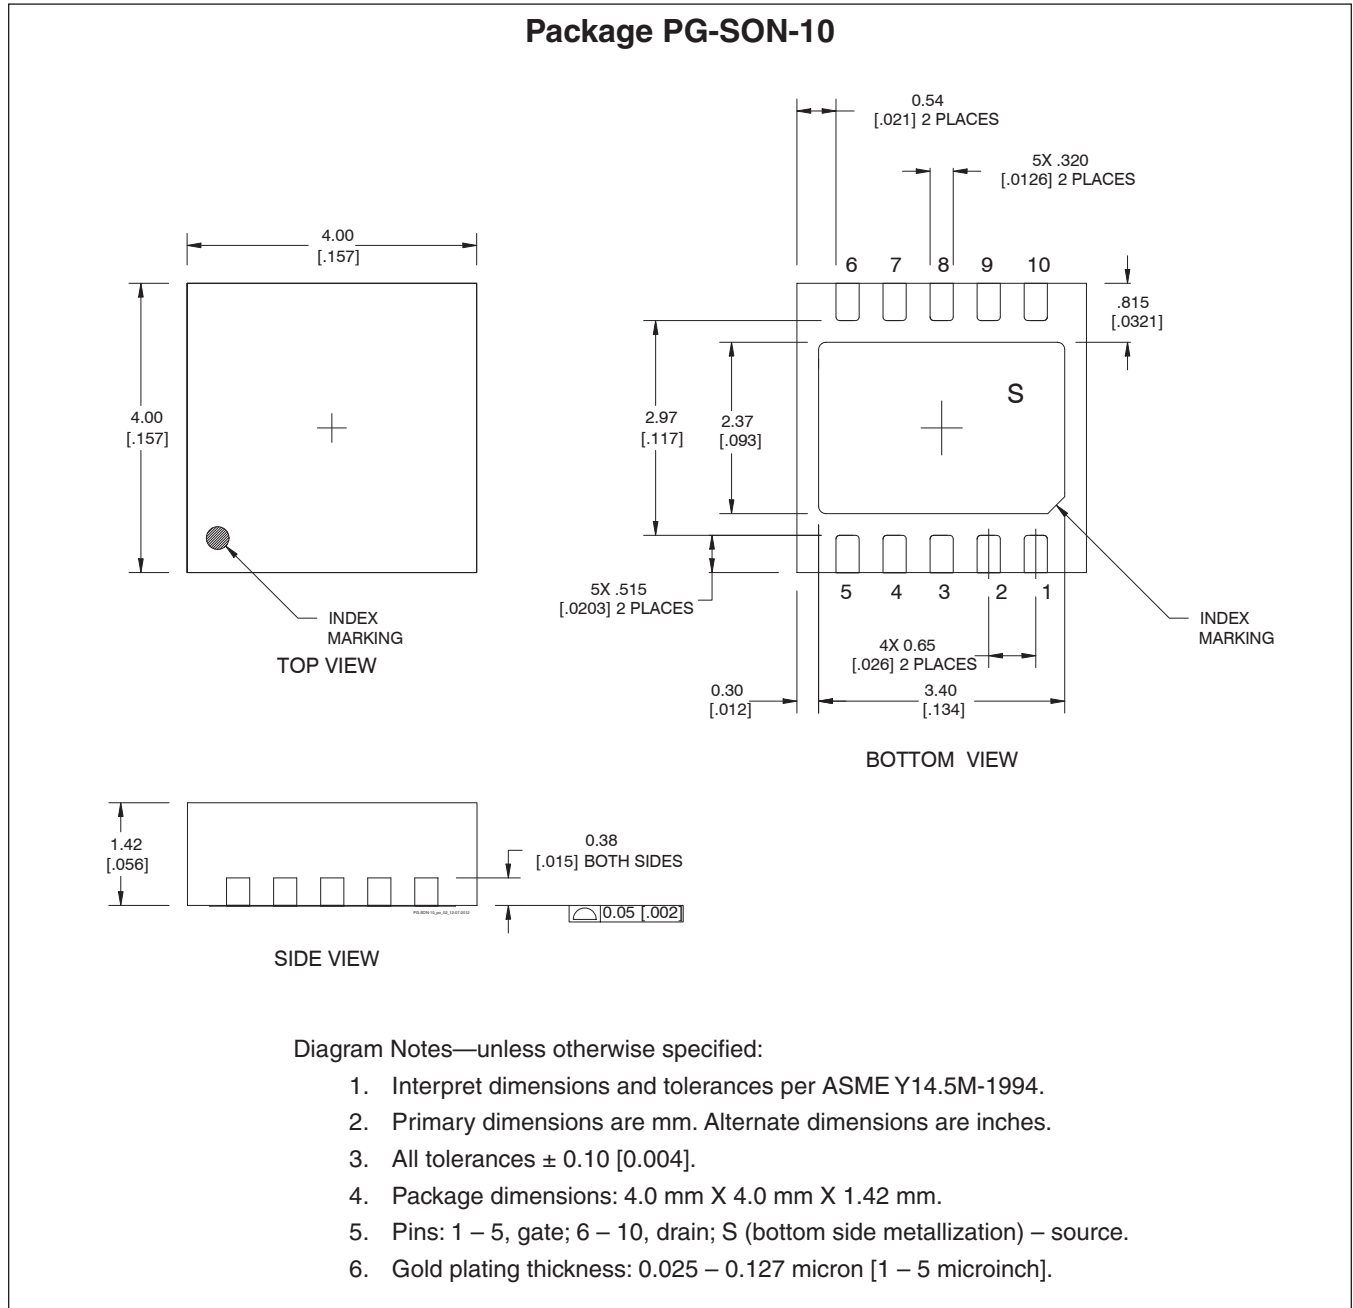 Package PG-SON-10
0.54
[.021] 2 PLACES
5X .320
[.0126] 2 PLACES
4.00
[.157]
6 7 8 9 10
.815
[.0321]
S
4.00
[.157]
2.97
[.117]
2.37
[.093]
5X .515
[.0203] 2 PLACES
5 4 3 2 1
INDEX
MARKING
TOP VIEW
INDEX
MARKING
4X 0.65
[.026] 2 PLACES
0.30
[.012]
3.40
[.134]
BOTTOM VIEW
1.42
[.056]
0.38
[.015] BOTH SIDES
0.05 [.002]
SIDE VIEW
Diagram Notes—unless otherwise specified:
1. Interpret dimensions and tolerances per ASME Y14.5M-1994.
2. Primary dimensions are mm. Alternate dimensions are inches.
3. All tolerances ± 0.10 [0.004].
4. Package dimensions: 4.0 mm X 4.0 mm X 1.42 mm.
5. Pins: 1 – 5, gate; 6 – 10, drain; S (bottom side metallization) – source.
6. Gold plating thickness: 0.025 – 0.127 micron [1 – 5 microinch].